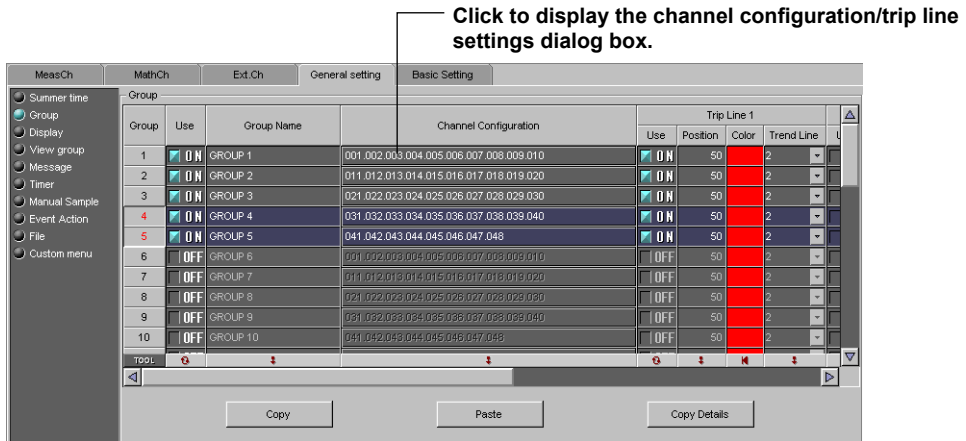 Click to display the channel configuration/trip line
settings dialog box.
MeasCh MathCh Ext.Ch General setting Basic Setting
Summer time
Group
Display
View group
Message
Timer
Manual Sample
Event Action
File
Custom menu
Group
Group Use Group Name Channel Configuration Trip Line 1
Use Position Color Trend Line
1 ON GROUP 1 001.002.003.004.005.006.007.008.009.010 ON 50 2
2 ON GROUP 2 011.012.013.014.015.016.017.018.019.020 ON 50 2
3 ON GROUP 3 021.022.023.024.025.026.027.028.029.030 ON 50 2
4 ON GROUP 4 031.032.033.034.035.036.037.038.039.040 ON 50 2
5 ON GROUP 5 041.042.043.044.045.046.047.048 ON 50 2
6 OFF GROUP 6 001.002.003.004.005.006.007.008.009.010 OFF 50 2
7 OFF GROUP 7 011.012.013.014.015.016.017.018.019.020 OFF 50 2
8 OFF GROUP 8 021.022.023.024.025.026.027.028.029.030 OFF 50 2
9 OFF GROUP 9 031.032.033.034.035.036.037.038.039.040 OFF 50 2
10 OFF GROUP 10 041.042.043.044.045.046.047.048 OFF 50 2
TOOL
Copy Paste Copy Details